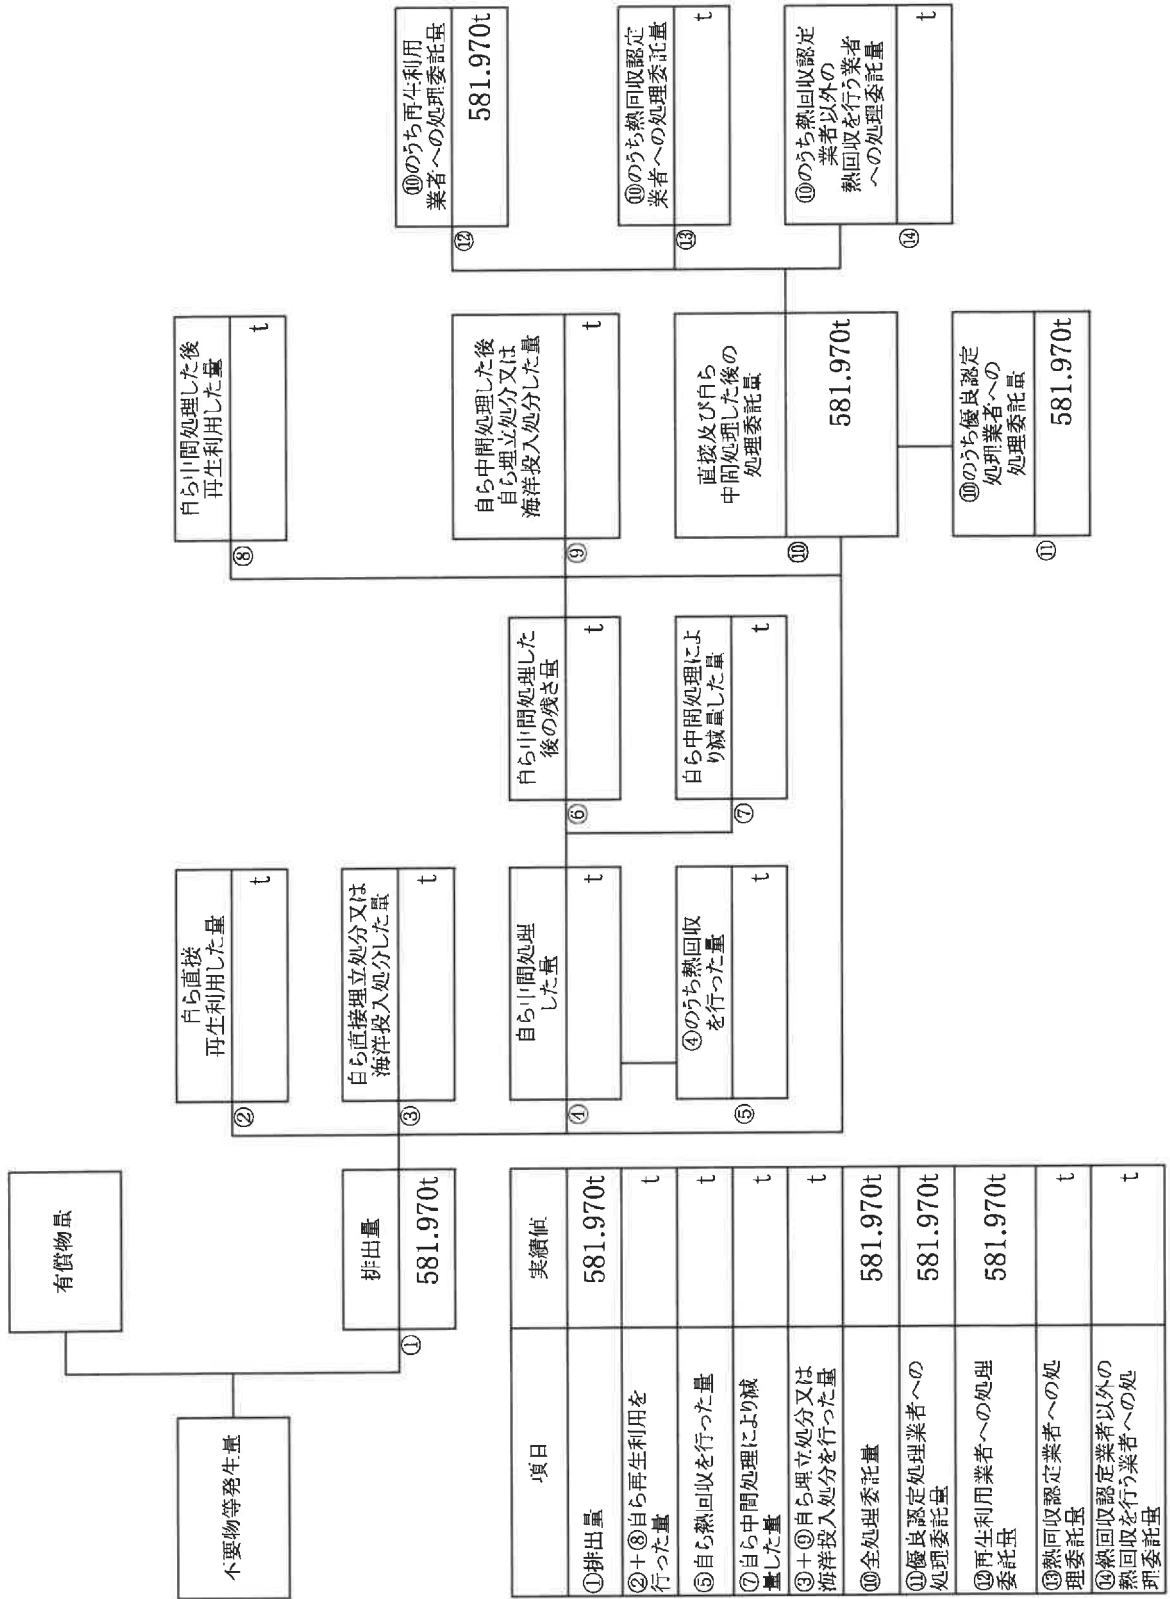 不要物等発生量
有償物量
①
排出量
581.970t
②
自ら直接
再生利用した量
t
③
自ら直接埋立処分又は
海洋投入処分した量
t
④
自ら中間処理
した量
t
⑤
④のうち熱回収
を行った量
t
⑥
自ら中間処理した
後の残さ量
t
⑦
自ら中間処理によ
り減量した量
t
⑧
自ら中間処理した後
再生利用した量
t
⑨
自ら中間処理した後
自ら埋立処分又は
海洋投入処分した量
t
⑩
直接及び自ら
中間処理した後の
処理委託量
581.970t
⑪
⑩のうち優良認定
処理業者への
処理委託量
581.970t
⑫
⑩のうち再生利用
業者への処理委託量
581.970t
⑬
⑩のうち熱回収認定
業者への処理委託量
t
⑭
⑩のうち熱回収認定
業者以外の
熱回収を行う業者
への処理委託量
t
項目 実績値
①排出量 581.970t
②+⑧自ら再生利用を
行った量
t
⑤自ら熱回収を行った量 t
⑦自ら中間処理により減
量した量
t
③+⑨自ら埋立処分又は
海洋投入処分を行った量
t
⑩全処理委託量 581.970t
⑪優良認定処理業者への
処理委託量
581.970t
⑫再生利用業者への処理
委託量
581.970t
⑬熱回収認定業者への処
理委託量
t
⑭熱回収認定業者以外の
熱回収を行う業者への処
理委託量
t